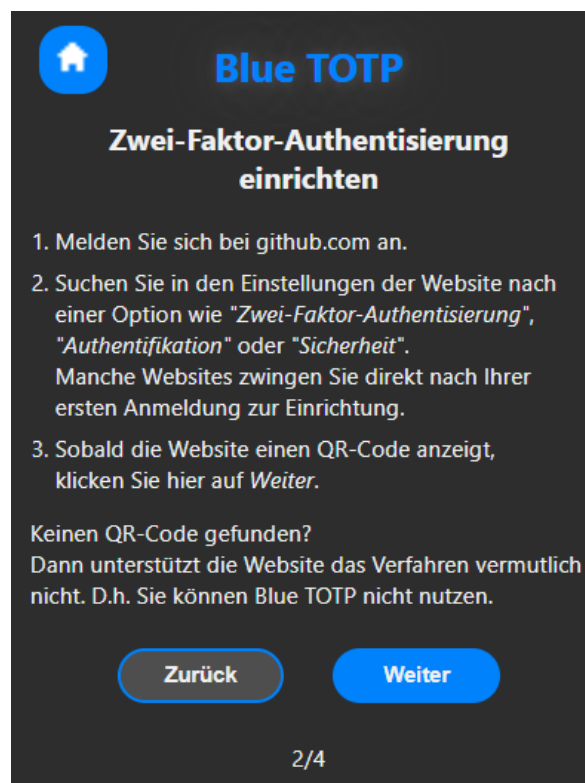 Blue TOTP
Zwei-Faktor-Authentisierung
einrichten
1. Melden Sie sich bei github.com an.
2. Suchen Sie in den Einstellungen der Website nach
einer Option wie "Zwei-Faktor-Authentisierung",
"Authentifikation" oder "Sicherheit".
Manche Websites zwingen Sie direkt nach Ihrer
ersten Anmeldung zur Einrichtung.
3. Sobald die Website einen QR-Code anzeigt,
klicken Sie hier auf Weiter.
Keinen QR-Code gefunden?
Dann unterstützt die Website das Verfahren vermutlich
nicht. D.h. Sie können Blue TOTP nicht nutzen.
Zurück
Weiter
2/4